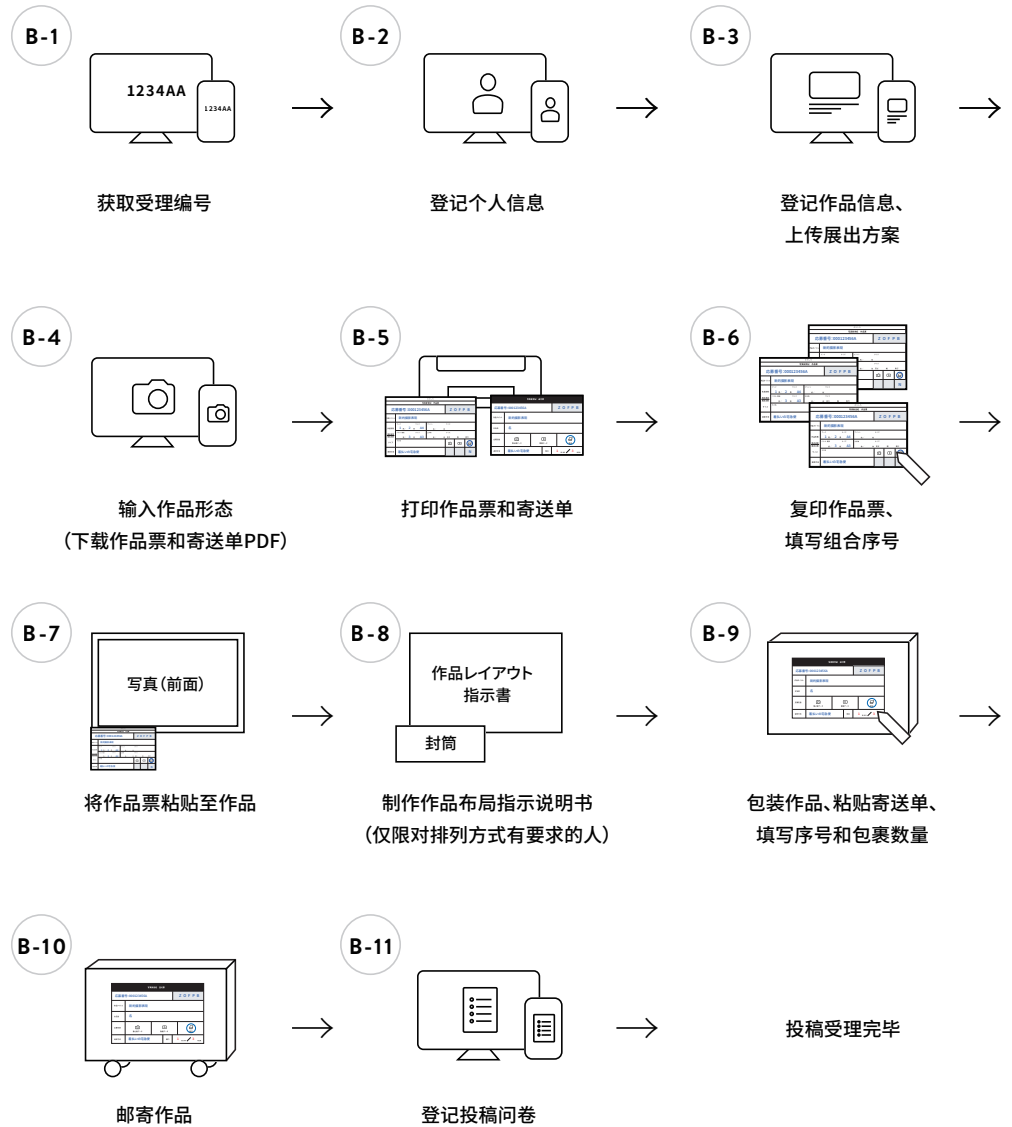 B-1
1234AA
1234AA
获取受理编号
B-2
登记个人信息
B-3
登记作品信息、
上传展出方案
B-4
输入作品形态
（下载作品票和寄送单PDF）
B-5
打印作品票和寄送单
B-6
复印作品票、
填写组合序号
B-7
写真（前面）
将作品票粘贴至作品
B-8
作品レイアウト
指示書
封筒
制作作品布局指示说明书
（仅限对排列方式有要求的人）
B-9
包装作品、粘贴寄送单、
填写序号和包裹数量
B-10
邮寄作品
B-11
登记投稿问卷
投稿受理完毕